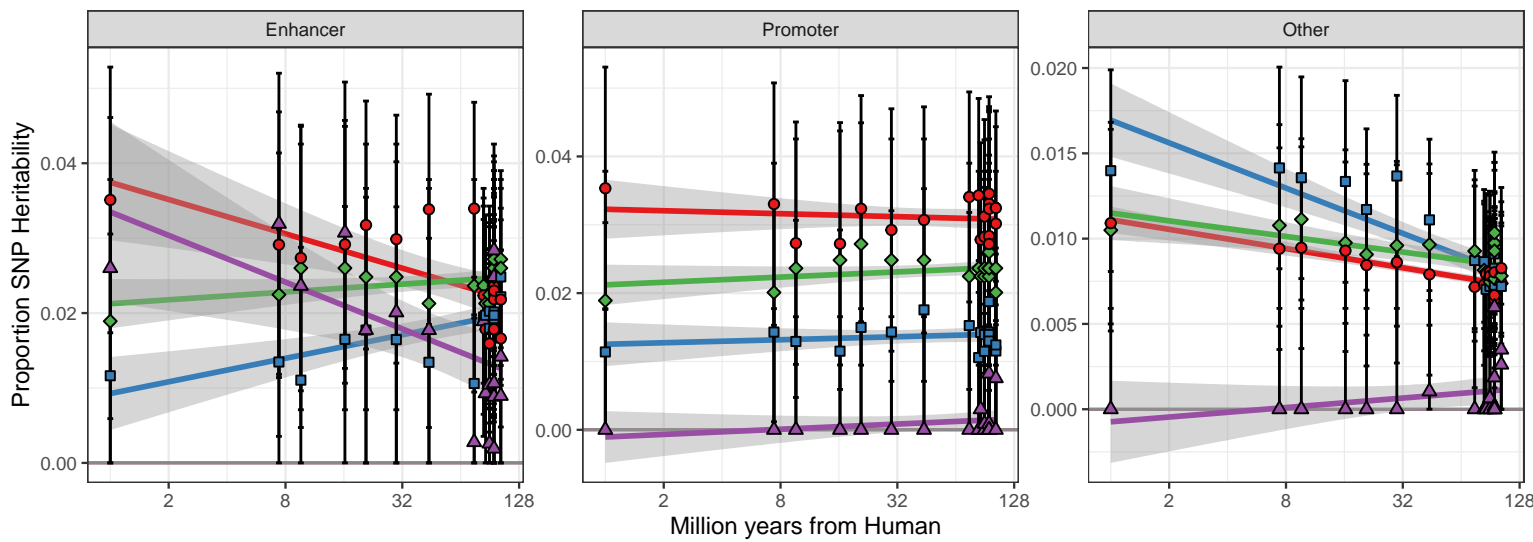 Enhancer Promoter Other
Proportion SNP Heritability
0.04
0.02
0.00
0.04
0.02
0.00
0.020
0.015
0.010
0.005
0.000
2 8 32 128 2 8 32 128 2 8 32 128
Million years from Human